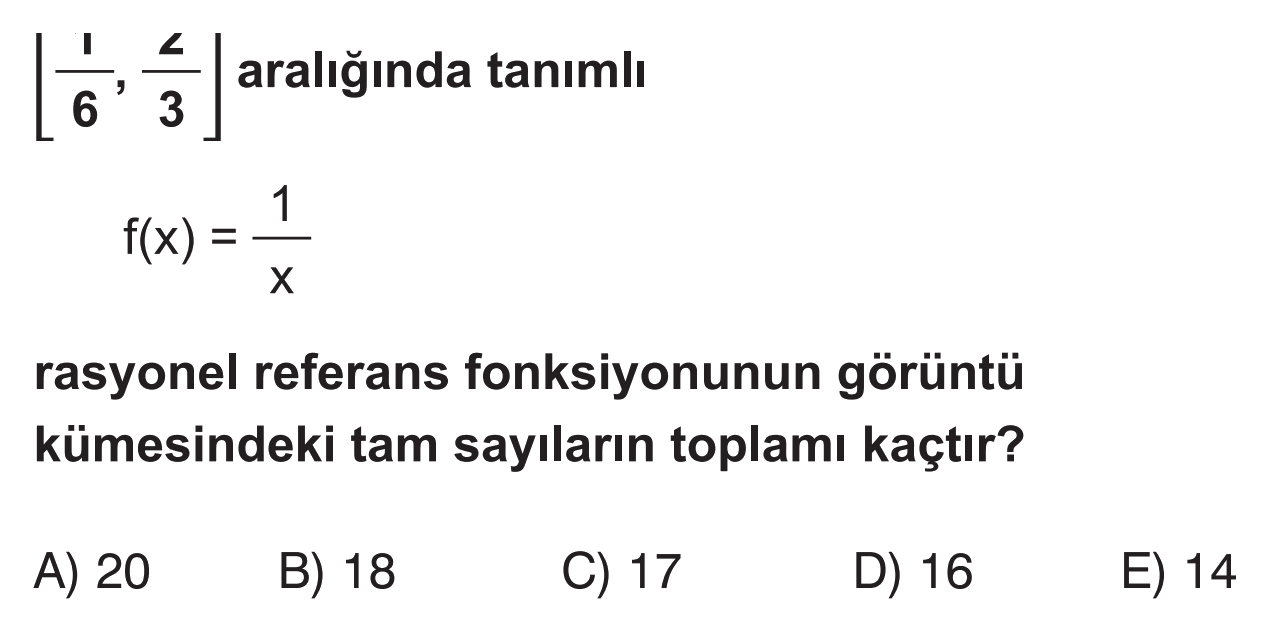 [1/6, 2/3] aralığında tanımlı
f(x) = 1/x
rasyonel referans fonksiyonunun görüntü
kümesindeki tam sayıların toplamı kaçtır?
A) 20 B) 18 C) 17 D) 16 E) 14